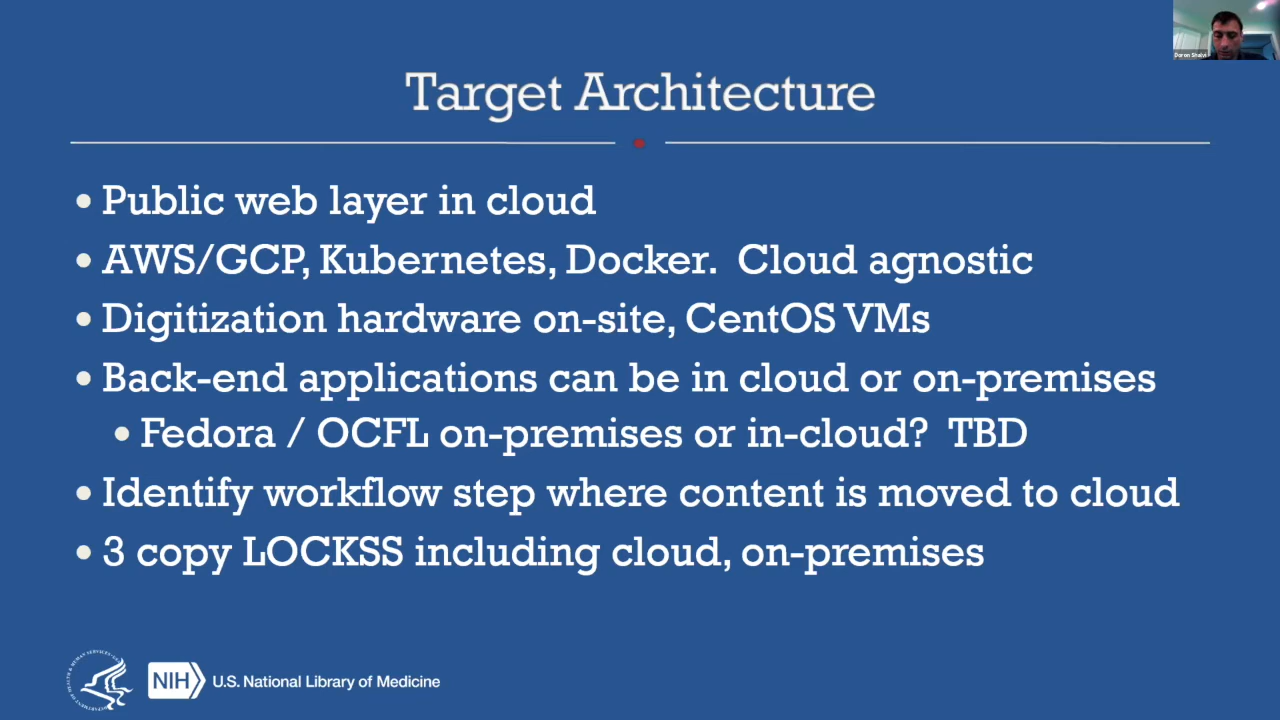 Doron Shalvi
Target Architecture
• Public web layer in cloud
• AWS/GCP, Kubernetes, Docker.  Cloud agnostic
• Digitization hardware on-site, CentOS VMs
• Back-end applications can be in cloud or on-premises
• Fedora / OCFL on-premises or in-cloud?  TBD
• Identify workflow step where content is moved to cloud
• 3 copy LOCKSS including cloud, on-premises
NIH U.S. National Library of Medicine